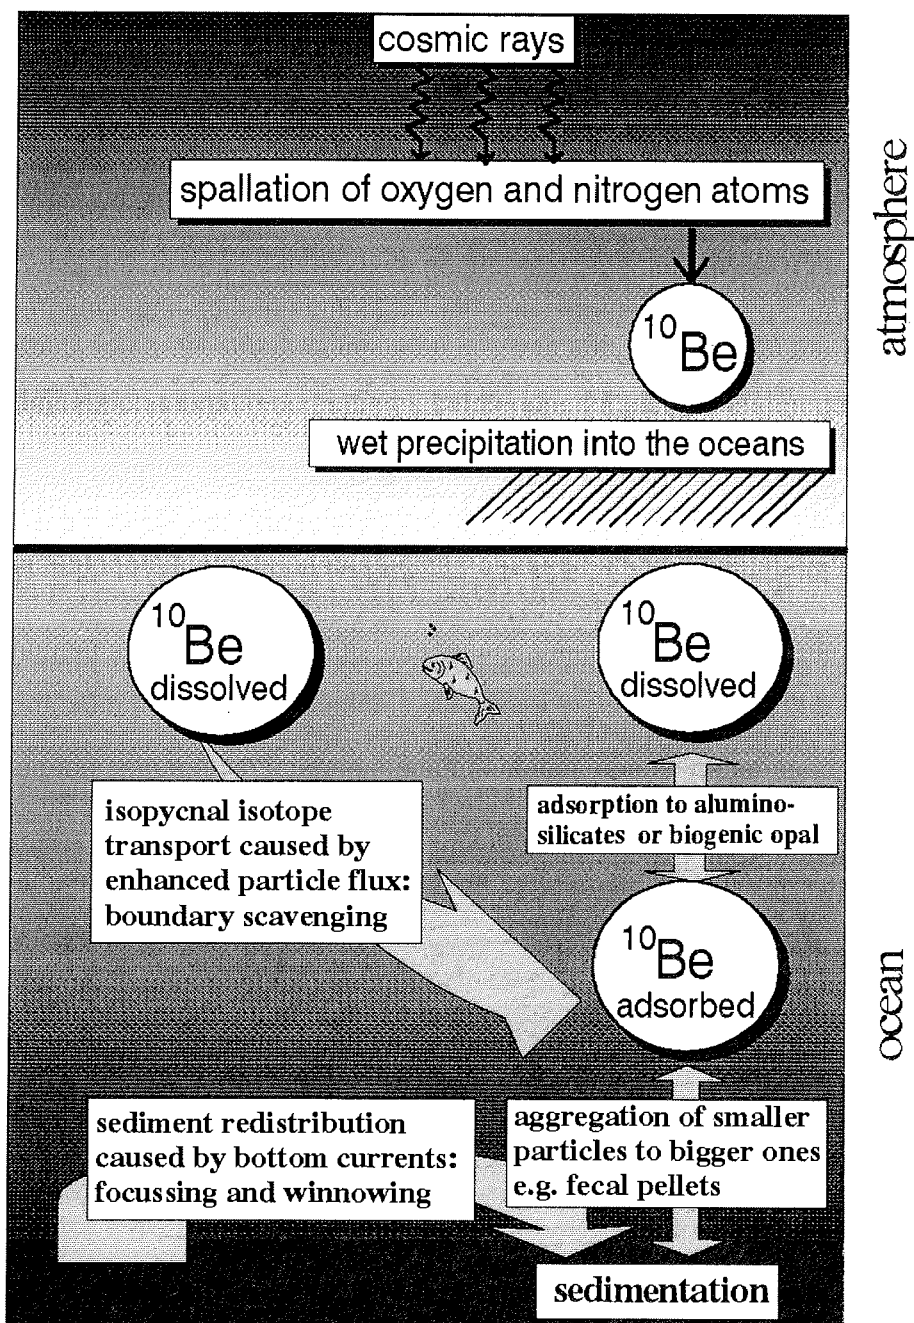 cosmic rays
spallation of oxygen and nitrogen atoms
10Be
wet precipitation into the oceans
atmosphere
10Be
dissolved
10Be
dissolved
isopycnal isotope
transport caused by
enhanced particle flux:
boundary scavenging
adsorption to alumino-
silicates or biogenic opal
10Be
adsorbed
ocean
sediment redistribution
caused by bottom currents:
focussing and winnowing
aggregation of smaller
particles to bigger ones
e.g. fecal pellets
sedimentation